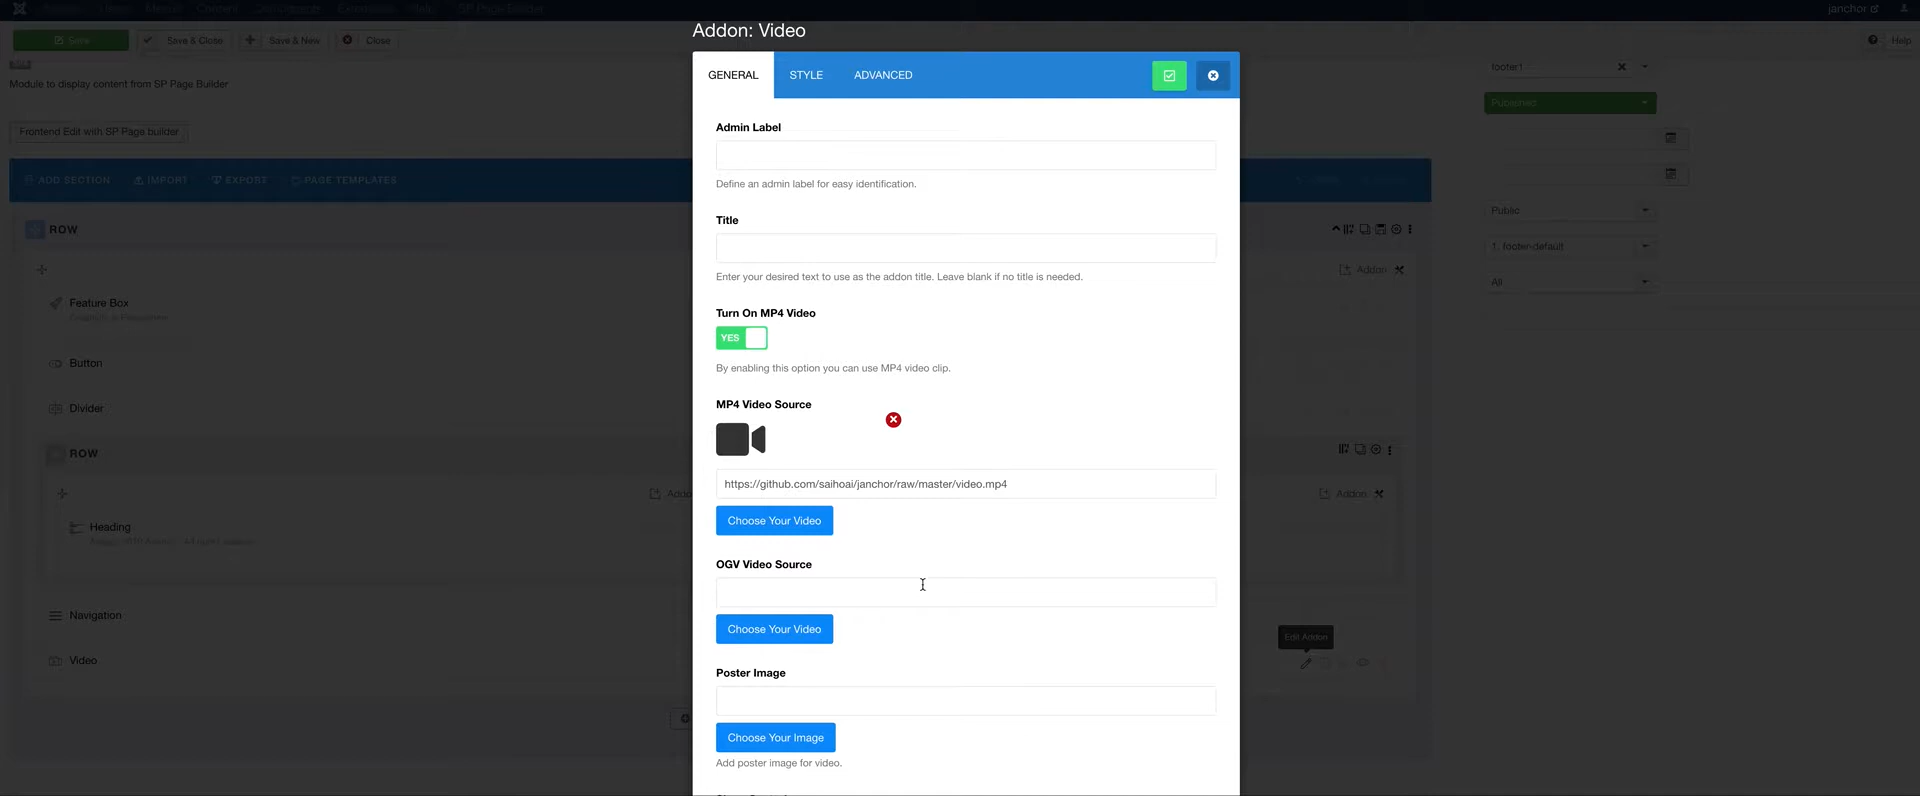 SP Page Builder
janchor
Addon: Video
Save
Save & Close
Save & New
Close
Help
GENERAL
STYLE
ADVANCED
footer1
Module to display content from SP Page Builder
Published
Frontend Edit with SP Page builder
Admin Label
Define an admin label for easy identification.
ADD SECTION
IMPORT
EXPORT
PAGE TEMPLATES
Public
Title
ROW
1. footer-default
Enter your desired text to use as the addon title. Leave blank if no title is needed.
Addon
All
Feature Box
Turn On MP4 Video
YES
By enabling this option you can use MP4 video clip.
Button
Divider
MP4 Video Source
ROW
https://github.com/saihoai/janchor/raw/master/video.mp4
Addon
Addon
Choose Your Video
Heading
OGV Video Source
Navigation
Choose Your Video
Edit Addon
Video
Poster Image
Choose Your Image
Add poster image for video.